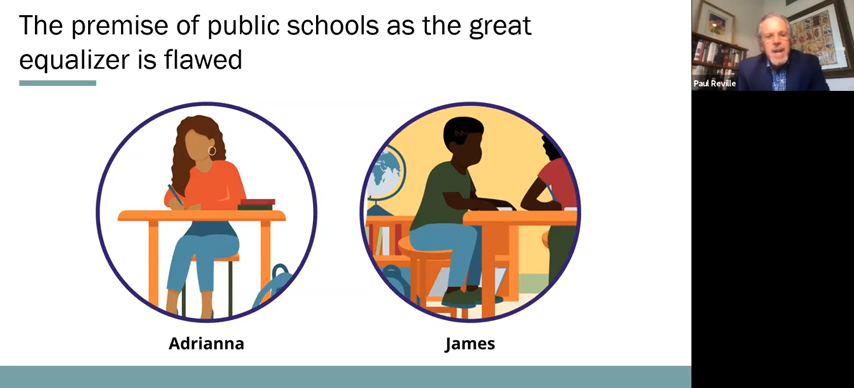 The premise of public schools as the great
equalizer is flawed
Paul Reville
Adrianna
James